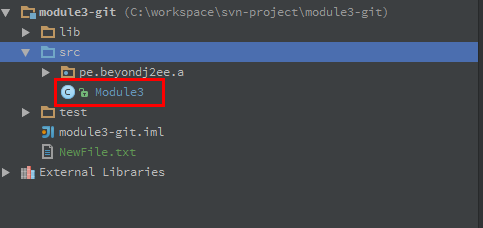 module3-git (C:\workspace\svn-project\module3-git)
lib
src
pe.beyondj2ee.a
Module3
test
module3-git.iml
NewFile.txt
External Libraries